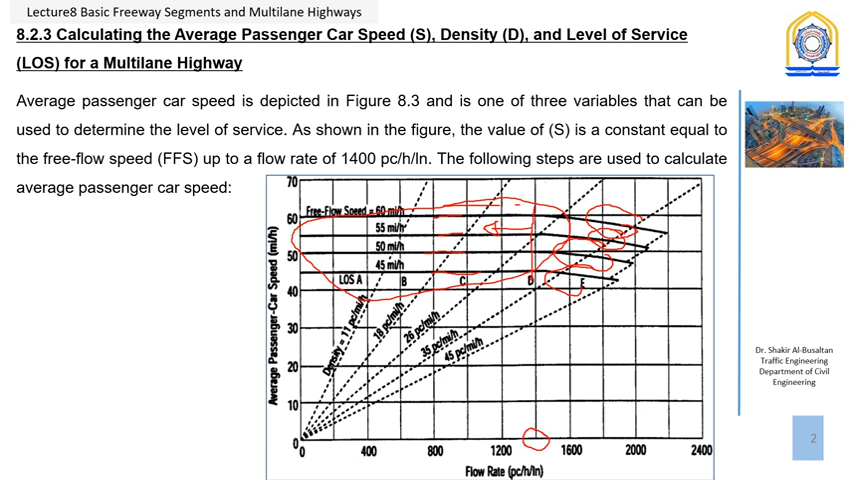 Lecture8 Basic Freeway Segments and Multilane Highways
8.2.3 Calculating the Average Passenger Car Speed (S), Density (D), and Level of Service
(LOS) for a Multilane Highway
Average passenger car speed is depicted in Figure 8.3 and is one of three variables that can be
used to determine the level of service. As shown in the figure, the value of (S) is a constant equal to
the free-flow speed (FFS) up to a flow rate of 1400 pc/h/ln. The following steps are used to calculate
average passenger car speed:
Average Passenger-Car Speed (mi/h)
70
60
50
40
30
20
10
0
Free-Flow Speed = 60 mi/h
55 mi/h
50 mi/h
45 mi/h
LOS A
B
C
D
E
Density = 11 pc/mi/h
18 pc/mi/h
26 pc/mi/h
35 pc/mi/h
45 pc/mi/h
0
400
800
1200
1600
2000
2400
Flow Rate (pc/h/ln)
Dr. Shakir Al-Busaltan
Traffic Engineering
Department of Civil
Engineering
2